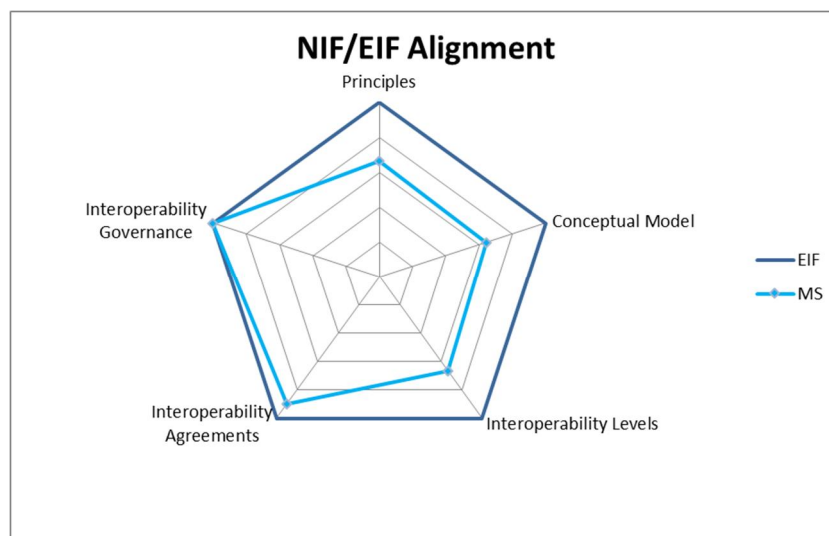 NIF/EIF Alignment
Principles
Interoperability
Governance
Conceptual Model
EIF
MS
Interoperability
Agreements
Interoperability Levels